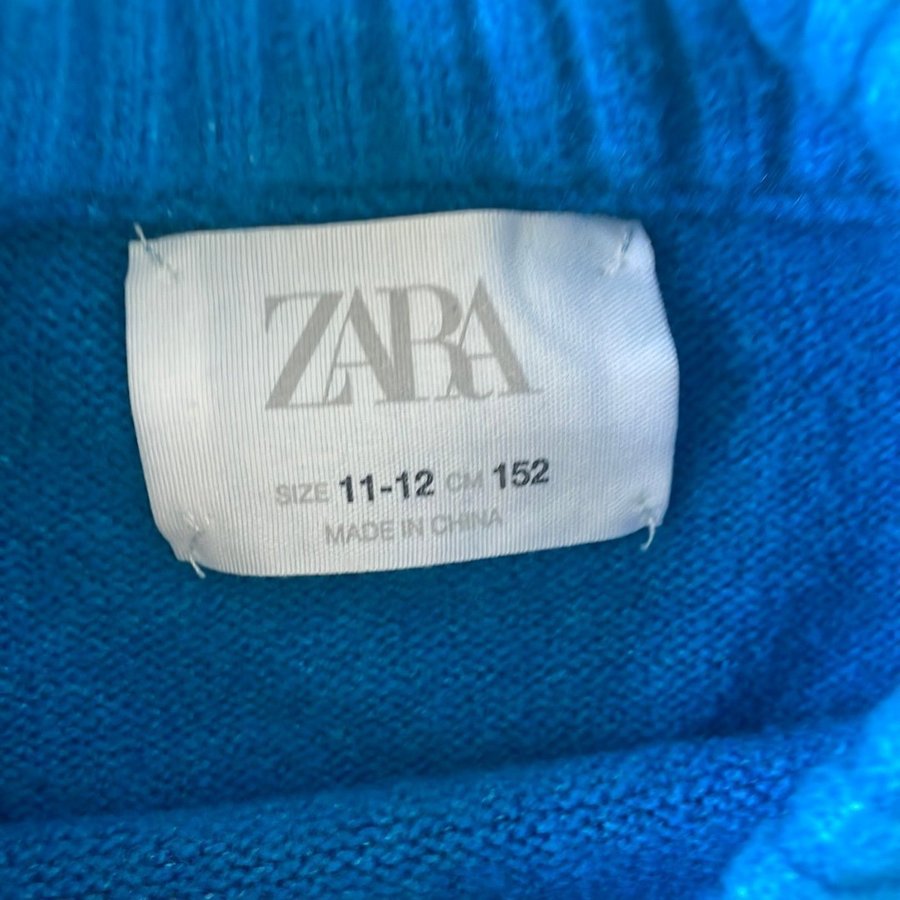 ZARA
SIZE 11-12 CM 152
MADE IN CHINA